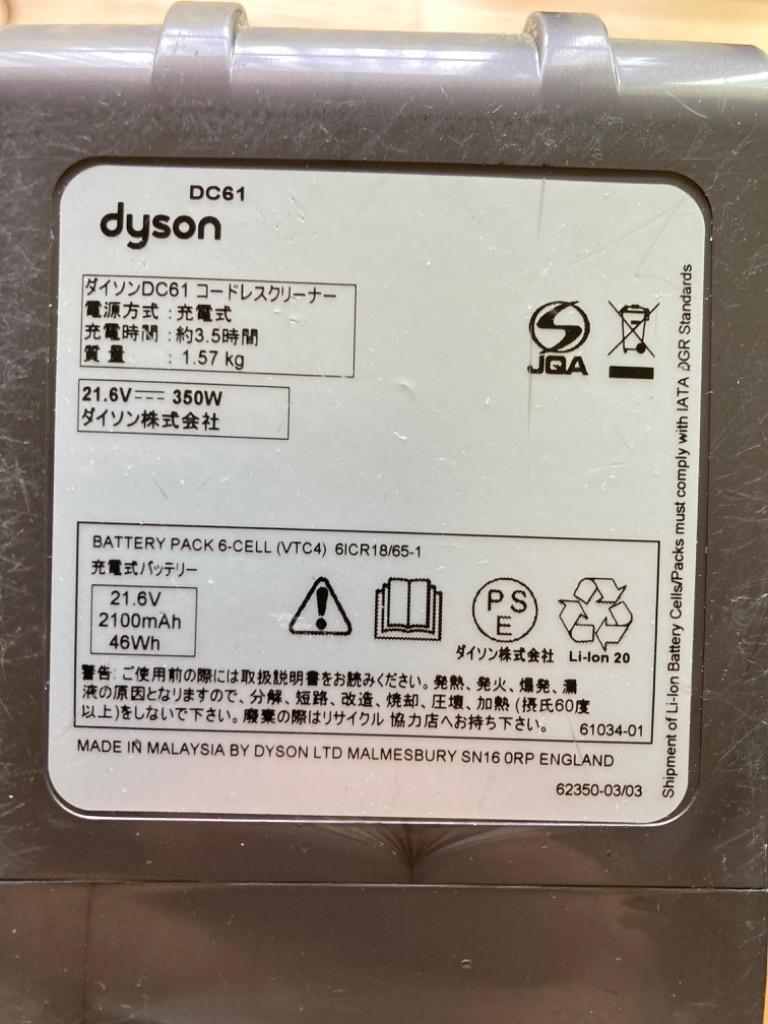 DC61
dyson
ダイソンDC61 コードレスクリーナー
電源方式 : 充電式
充電時間 : 約3.5時間
質量 : 1.57 kg
21.6V⎓ 350W
ダイソン株式会社
JQA
BATTERY PACK 6-CELL (VTC4) 6ICR18/65-1
充電式バッテリー
21.6V
2100mAh
46Wh
PSE
ダイソン株式会社
Li-Ion 20
警告: ご使用前の際には取扱説明書をお読みください。発熱、発火、爆発、漏
液の原因となりますので、分解、短路、改造、焼却、圧壊、加熱 (摂氏60度
以上)をしないで下さい。廃棄の際はリサイクル 協力店へお持ち下さい。
61034-01
MADE IN MALAYSIA BY DYSON LTD MALMESBURY SN16 0RP ENGLAND
62350-03/03
Shipment of Li-Ion Battery Cells/Packs must comply with IATA DGR Standards